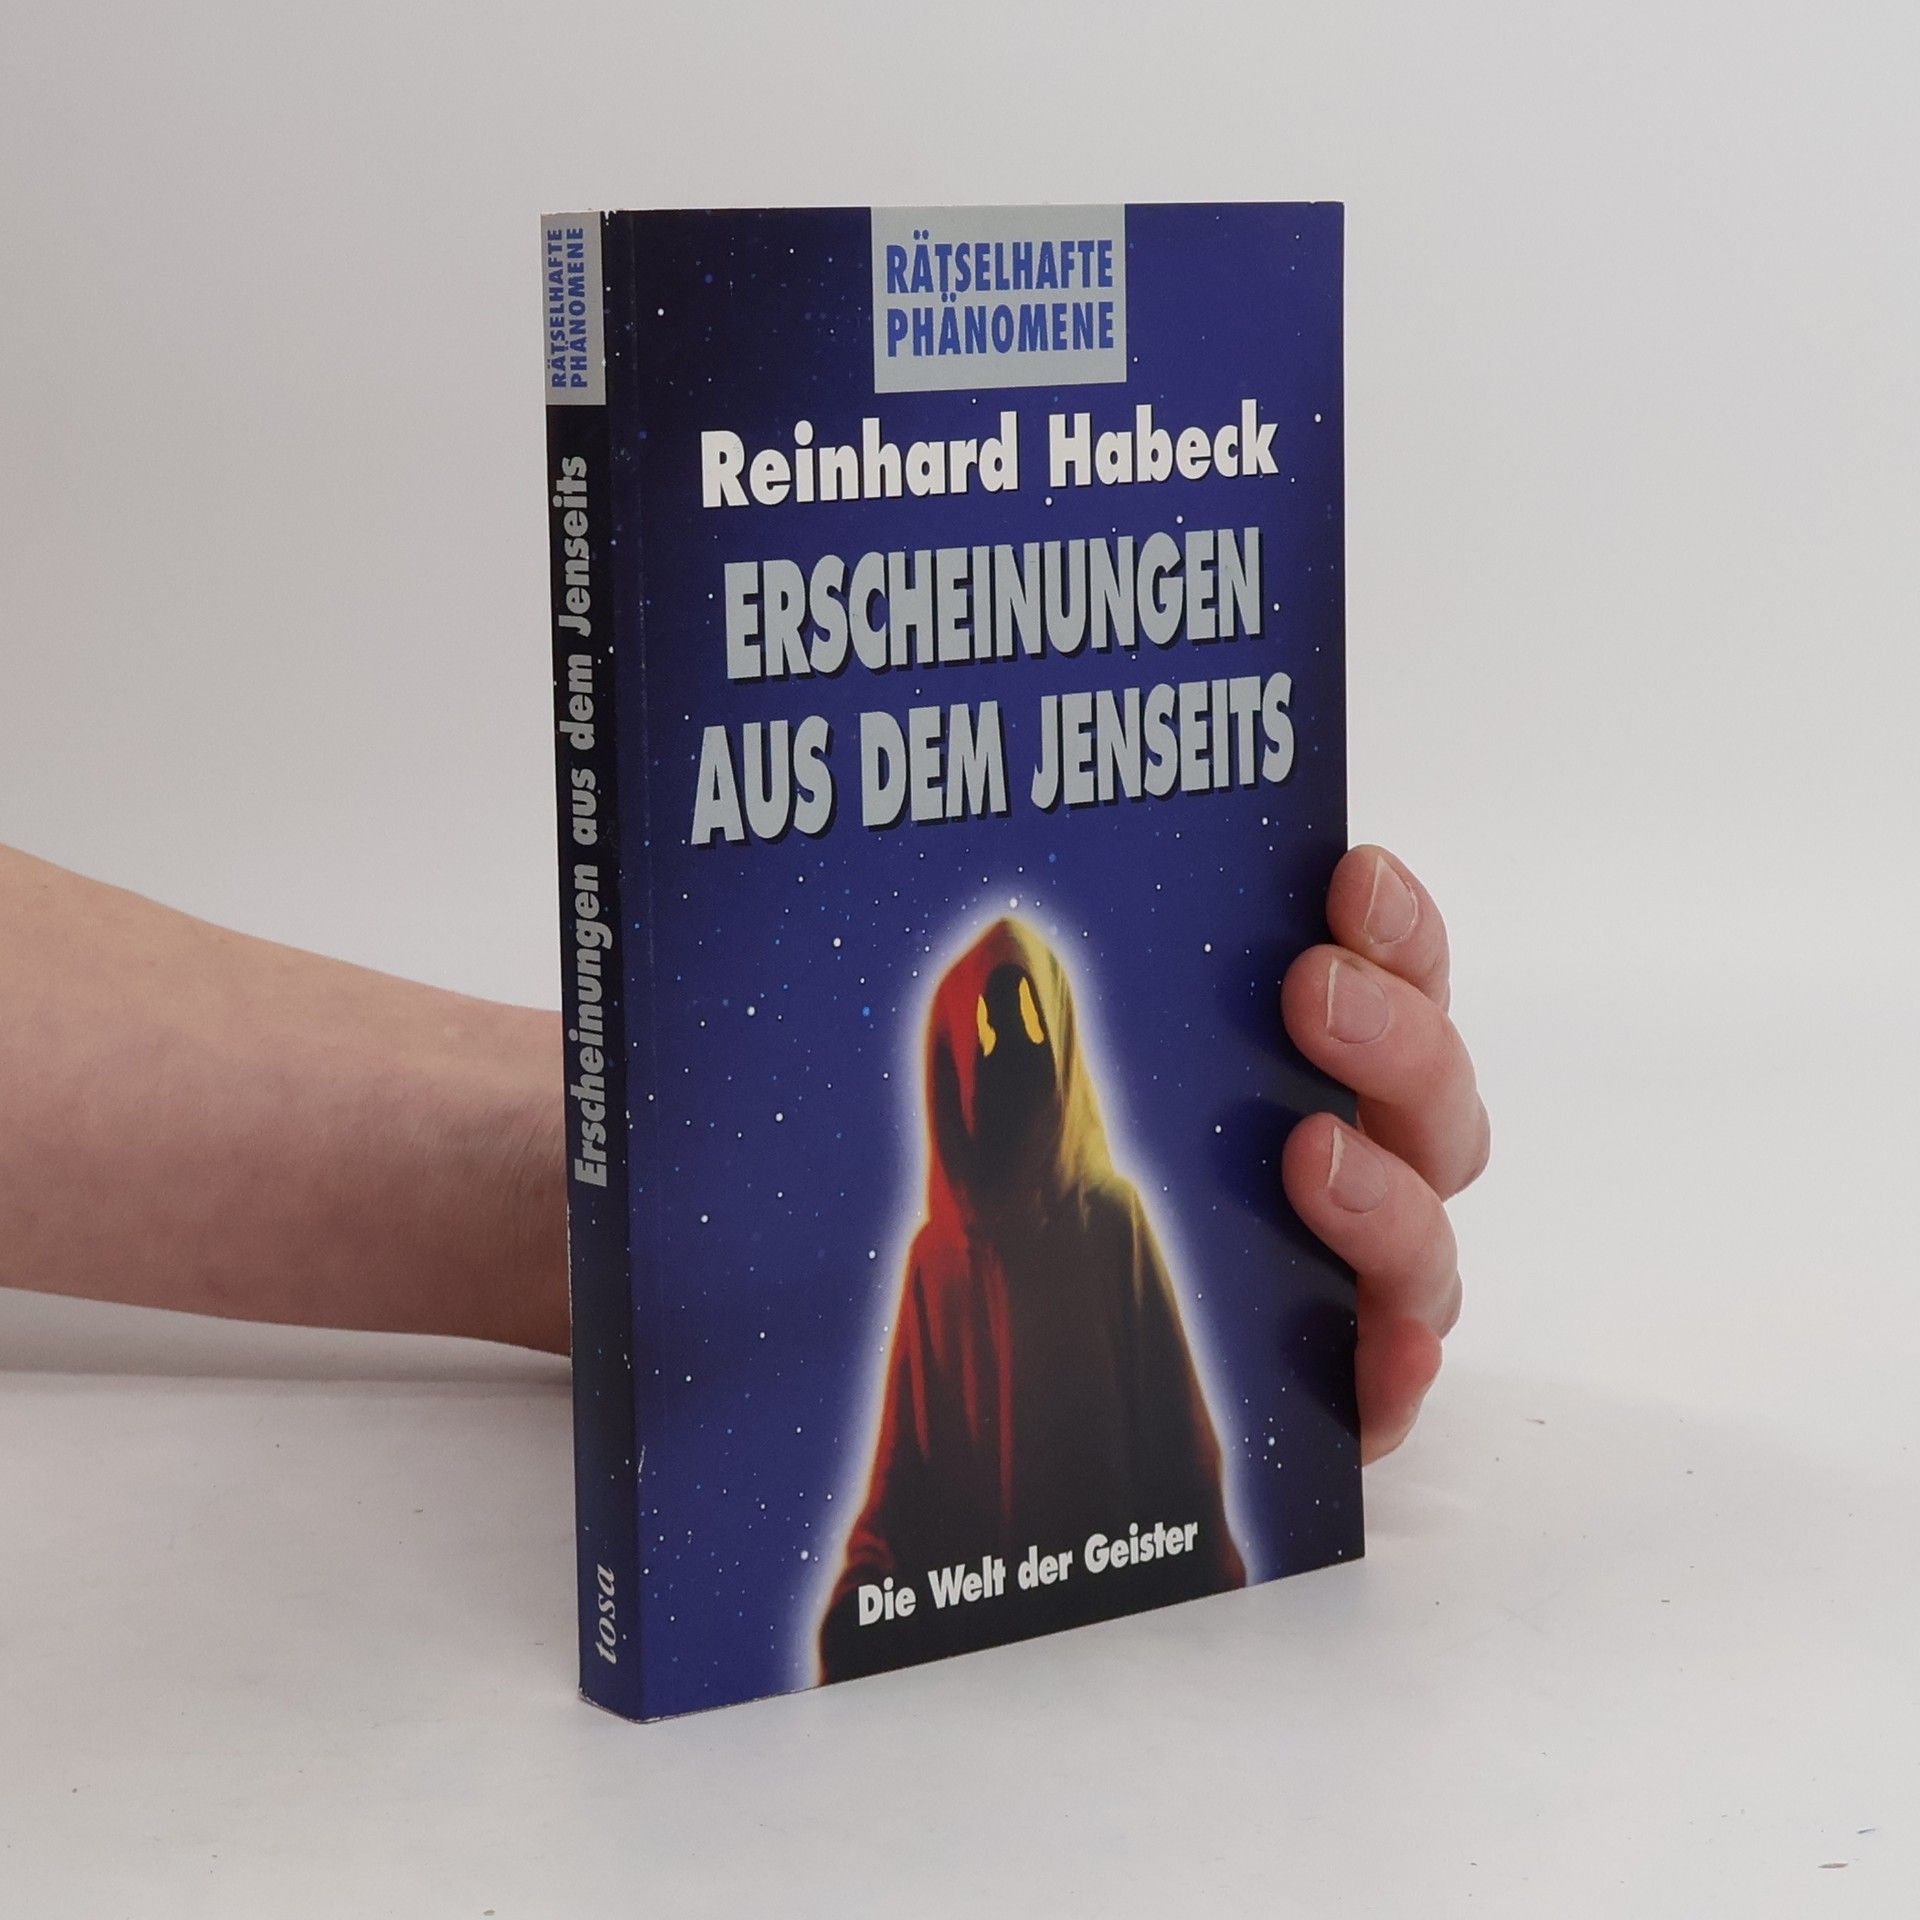 RÄTSELHAFTE
PHÄNOMENE
Erscheinungen aus dem Jenseits
tosa
RÄTSELHAFTE
PHÄNOMENE
Reinhard Habeck
ERSCHEINUNGEN
AUS DEM JENSEITS
Die Welt der Geister